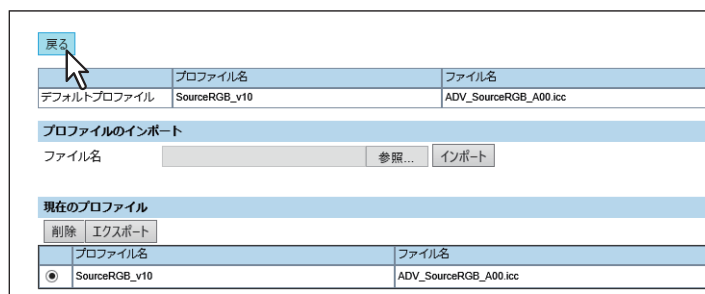 戻る
プロファイル名 ファイル名
デフォルトプロファイル SourceRGB_v10 ADV_SourceRGB_A00.icc
プロファイルのインポート
ファイル名 参照... インポート
現在のプロファイル
削除 エクスポート
プロファイル名 ファイル名
SourceRGB_v10 ADV_SourceRGB_A00.icc